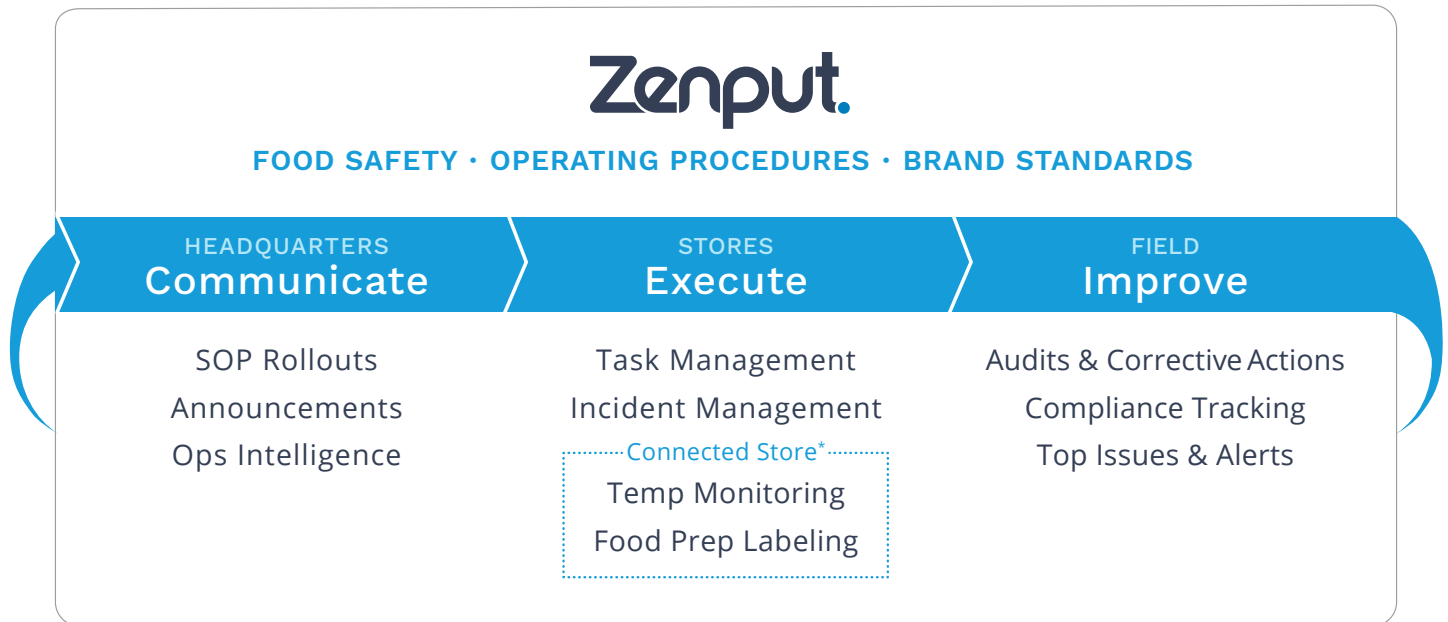 Zenput.
FOOD SAFETY · OPERATING PROCEDURES · BRAND STANDARDS
HEADQUARTERS
Communicate
SOP Rollouts
Announcements
Ops Intelligence
STORES
Execute
Task Management
Incident Management
Connected Store*
Temp Monitoring
Food Prep Labeling
FIELD
Improve
Audits & Corrective Actions
Compliance Tracking
Top Issues & Alerts